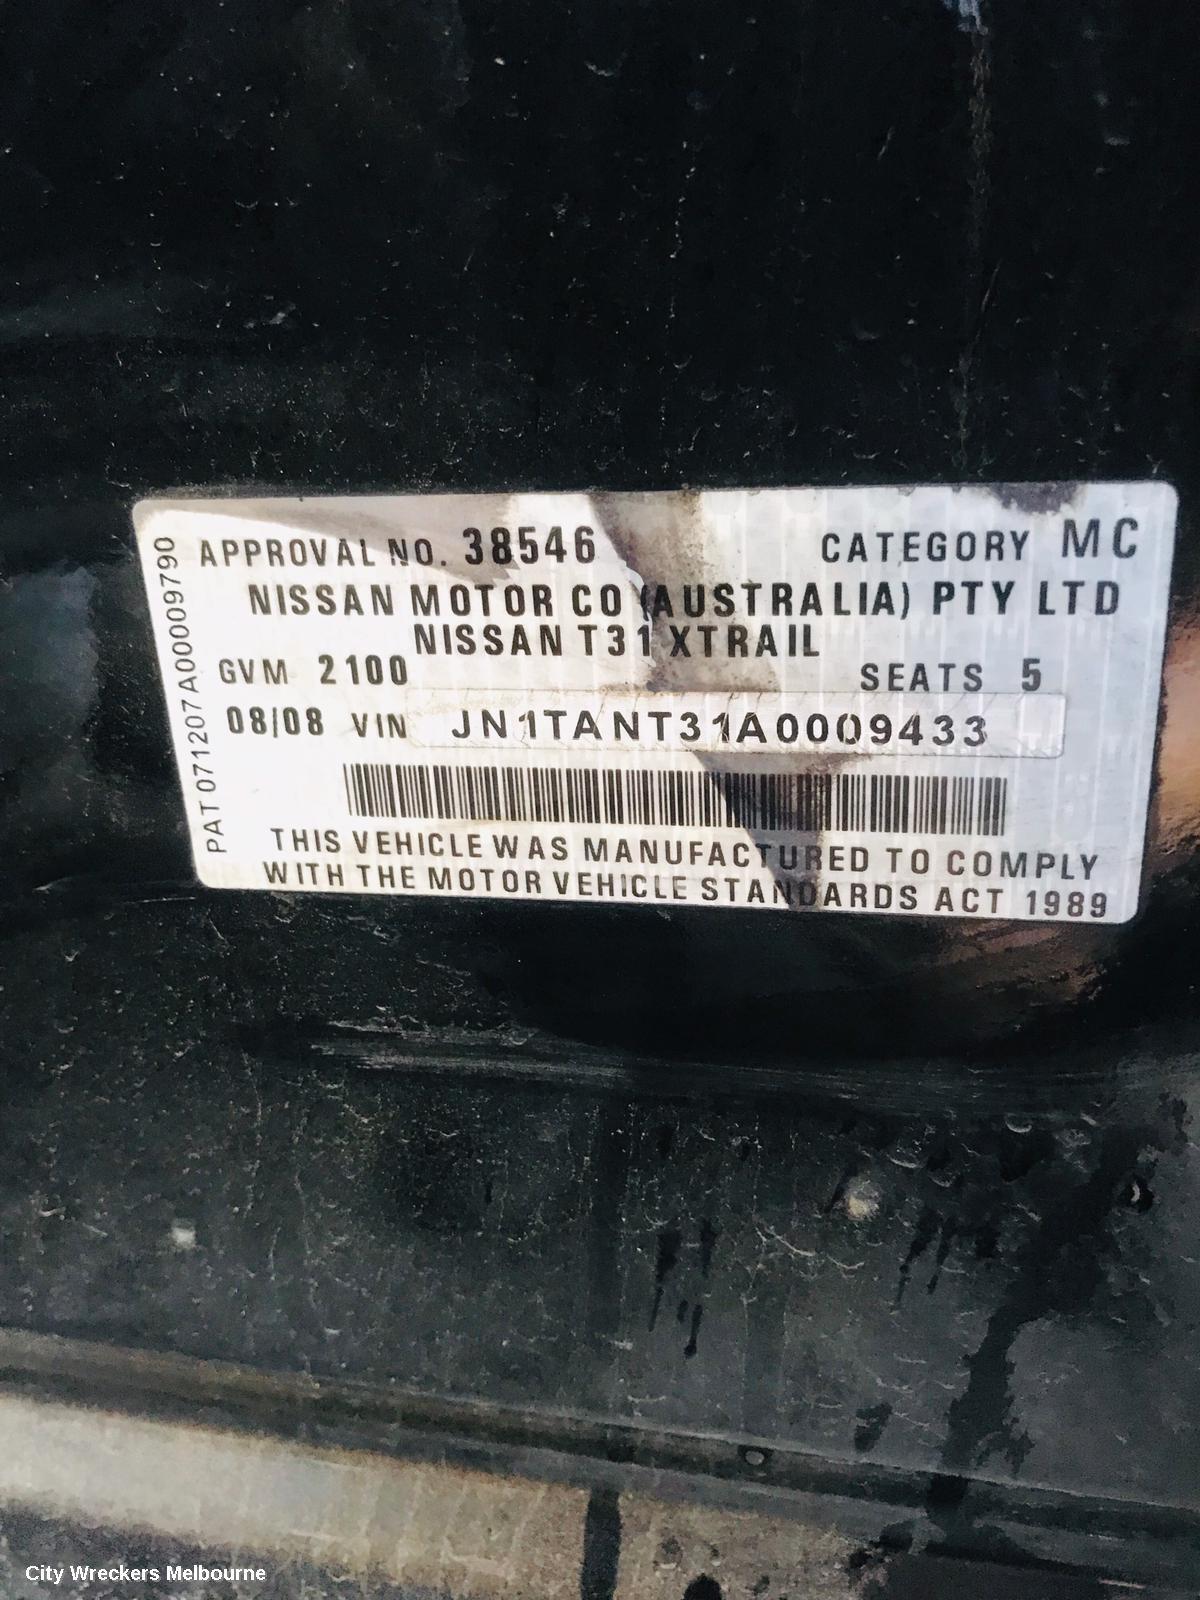 APPROVAL NO. 38546 CATEGORY MC
NISSAN MOTOR CO (AUSTRALIA) PTY LTD
NISSAN T31 XTRAIL
GVM 2100 SEATS 5
08/08 VIN JN1TANT31A0009433
THIS VEHICLE WAS MANUFACTURED TO COMPLY
WITH THE MOTOR VEHICLE STANDARDS ACT 1989
PAT 071207 A000009790
City Wreckers Melbourne